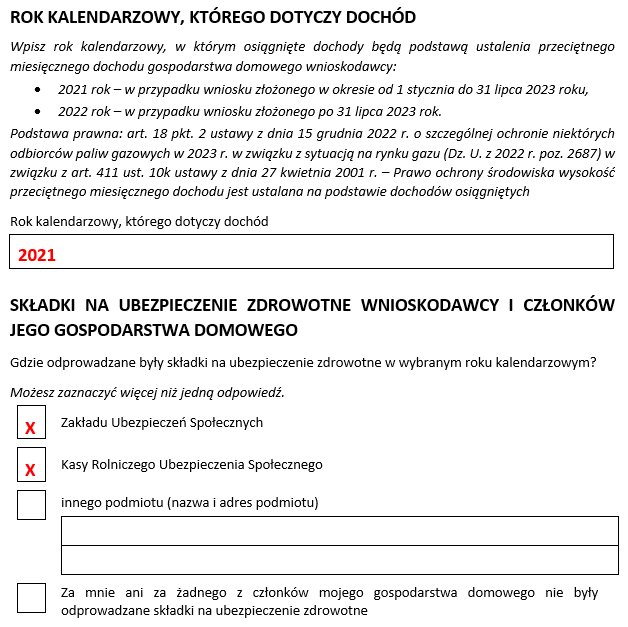 ROK KALENDARZOWY, KTÓREGO DOTYCZY DOCHÓD
Wpisz rok kalendarzowy, w którym osiągnięte dochody będą podstawą ustalenia przeciętnego
miesięcznego dochodu gospodarstwa domowego wnioskodawcy:
• 2021 rok – w przypadku wniosku złożonego w okresie od 1 stycznia do 31 lipca 2023 roku,
• 2022 rok – w przypadku wniosku złożonego po 31 lipca 2023 rok.
Podstawa prawna: art. 18 pkt. 2 ustawy z dnia 15 grudnia 2022 r. o szczególnej ochronie niektórych
odbiorców paliw gazowych w 2023 r. w związku z sytuacją na rynku gazu (Dz. U. z 2022 r. poz. 2687) w
związku z art. 411 ust. 10k ustawy z dnia 27 kwietnia 2001 r. – Prawo ochrony środowiska wysokość
przeciętnego miesięcznego dochodu jest ustalana na podstawie dochodów osiągniętych
Rok kalendarzowy, którego dotyczy dochód
2021
SKŁADKI NA UBEZPIECZENIE ZDROWOTNE WNIOSKODAWCY I CZŁONKÓW
JEGO GOSPODARSTWA DOMOWEGO
Gdzie odprowadzane były składki na ubezpieczenie zdrowotne w wybranym roku kalendarzowym?
Możesz zaznaczyć więcej niż jedną odpowiedź.
X Zakładu Ubezpieczeń Społecznych
X Kasy Rolniczego Ubezpieczenia Społecznego
innego podmiotu (nazwa i adres podmiotu)
Za mnie ani za żadnego z członków mojego gospodarstwa domowego nie były
odprowadzane składki na ubezpieczenie zdrowotne